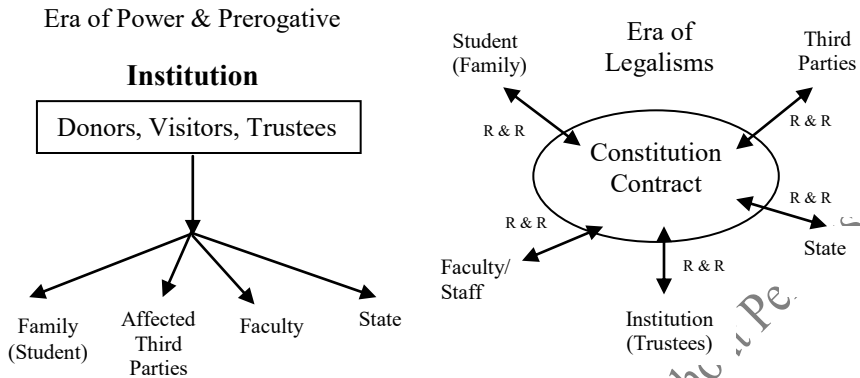 Era of Power & Prerogative
Institution
Donors, Visitors, Trustees
Family
(Student)
Affected
Third
Parties
Faculty
State
Era of
Legalisms
Student
(Family)
Third
Parties
R & R
R & R
Constitution
Contract
R & R
R & R
State
Faculty/
Staff
R & R
Institution
(Trustees)